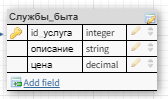 Службы_быта
id_услуга integer
описание string
цена decimal
Add field